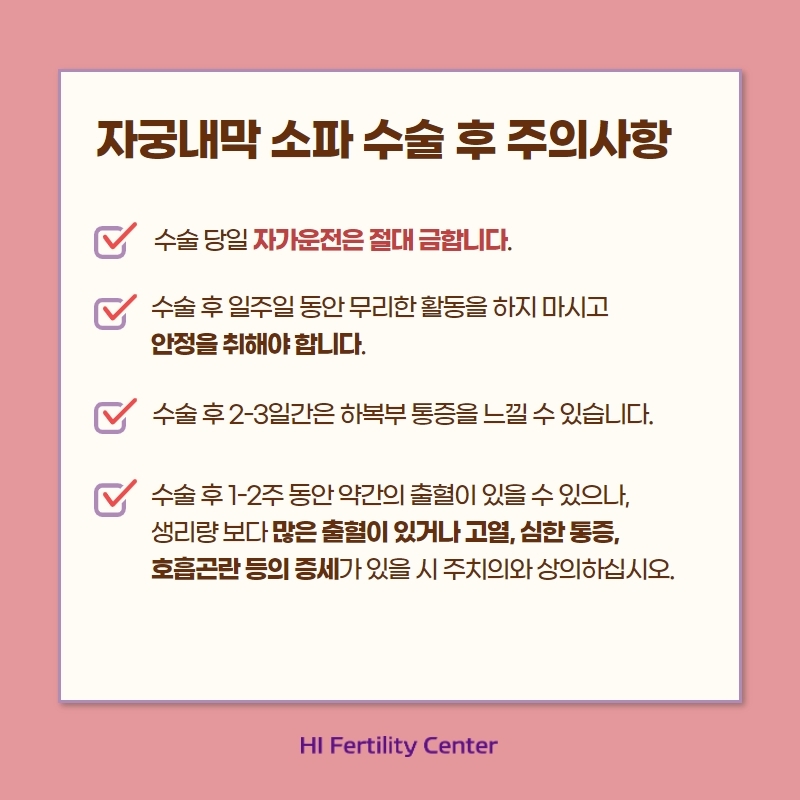 자궁내막 소파 수술 후 주의사항
수술 당일 자가운전은 절대 금합니다.
수술 후 일주일 동안 무리한 활동을 하지 마시고
안정을 취해야 합니다.
수술 후 2-3일간은 하복부 통증을 느낄 수 있습니다.
수술 후 1-2주 동안 약간의 출혈이 있을 수 있으나,
생리량 보다 많은 출혈이 있거나 고열, 심한 통증,
호흡곤란 등의 증세가 있을 시 주치의와 상의하십시오.
HI Fertility Center